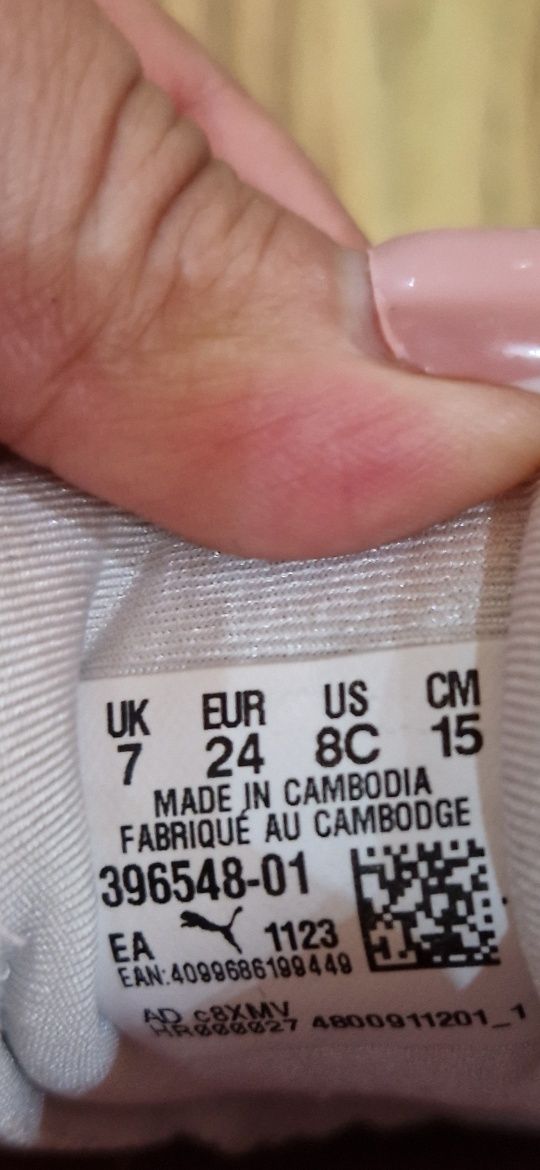 UK EUR US CM
7 24 8C 15
MADE IN CAMBODIA
FABRIQUÉ AU CAMBODGE
396548-01
EA 1123
EAN:4099686199449
AD c8XMV
HR000027 4800911201_1